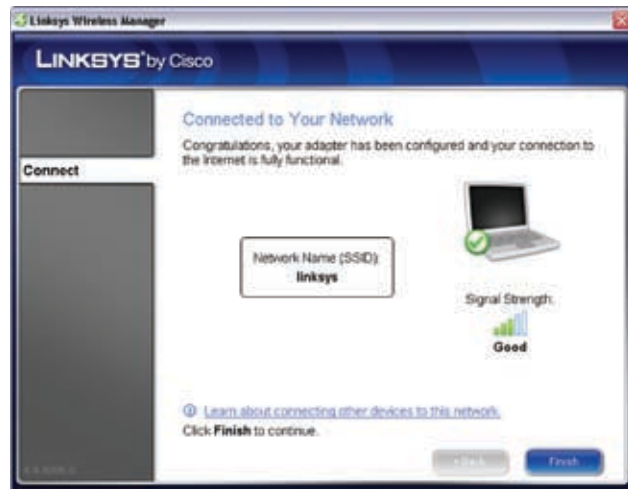 Linksys Wireless Manager
LINKSYS® by Cisco
Connected to Your Network
Congratulations, your adapter has been configured and your connection to
the Internet is fully functional.
Connect
Network Name (SSID):
linksys
Signal Strength:
Good
Learn about connecting other devices to this network.
Click Finish to continue.
Back
Finish